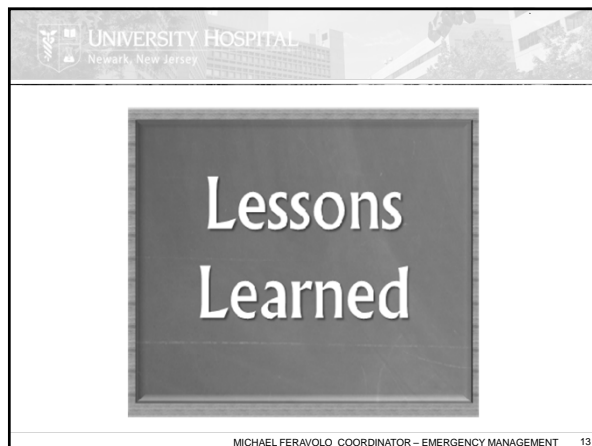 UNIVERSITY HOSPITAL
Newark, New Jersey
Lessons
Learned
MICHAEL FERAVOLO COORDINATOR – EMERGENCY MANAGEMENT 13